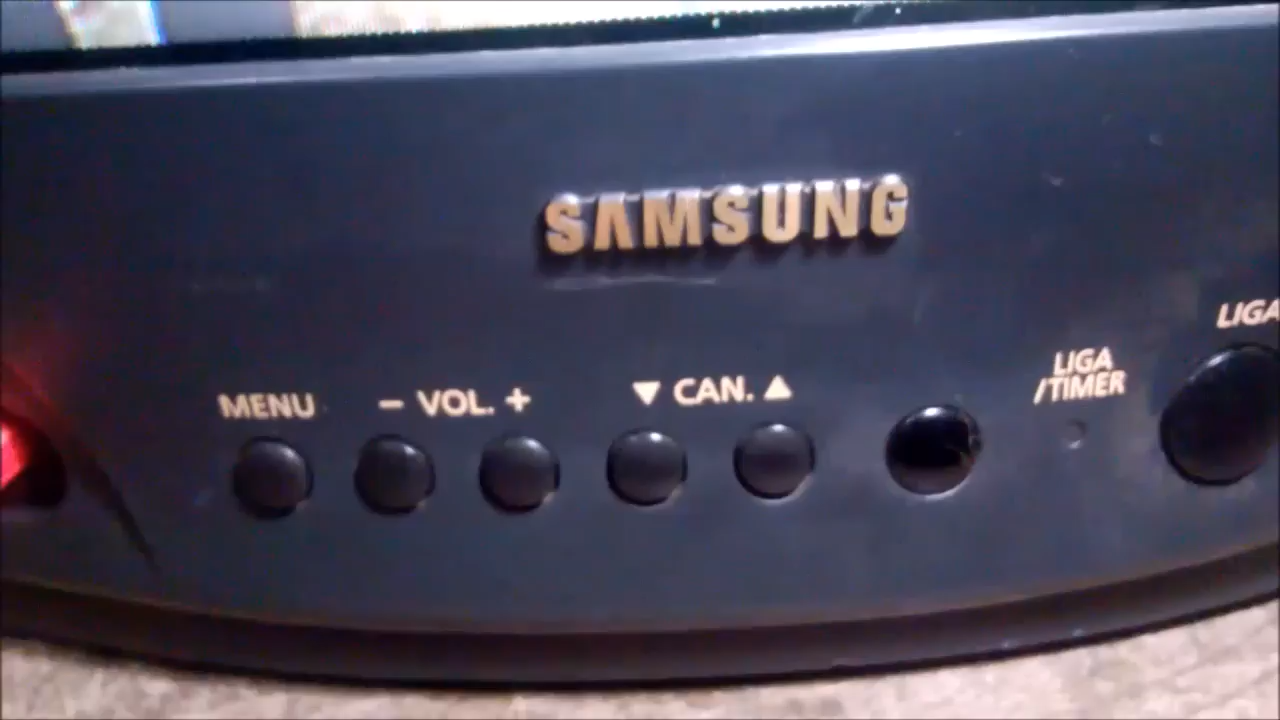 SAMSUNG
MENU
– VOL. +
▼ CAN. ▲
LIGA
/TIMER
LIGA